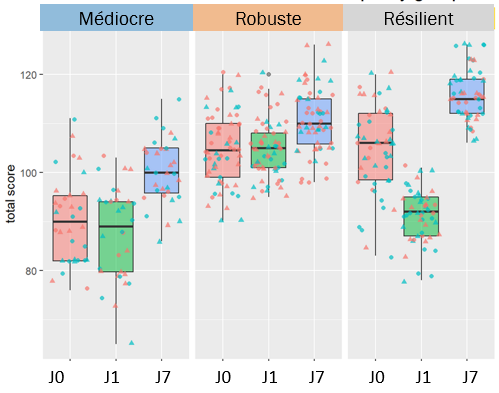 Médiocre Robuste Résilient
total score
120
100
80
J0 J1 J7 J0 J1 J7 J0 J1 J7